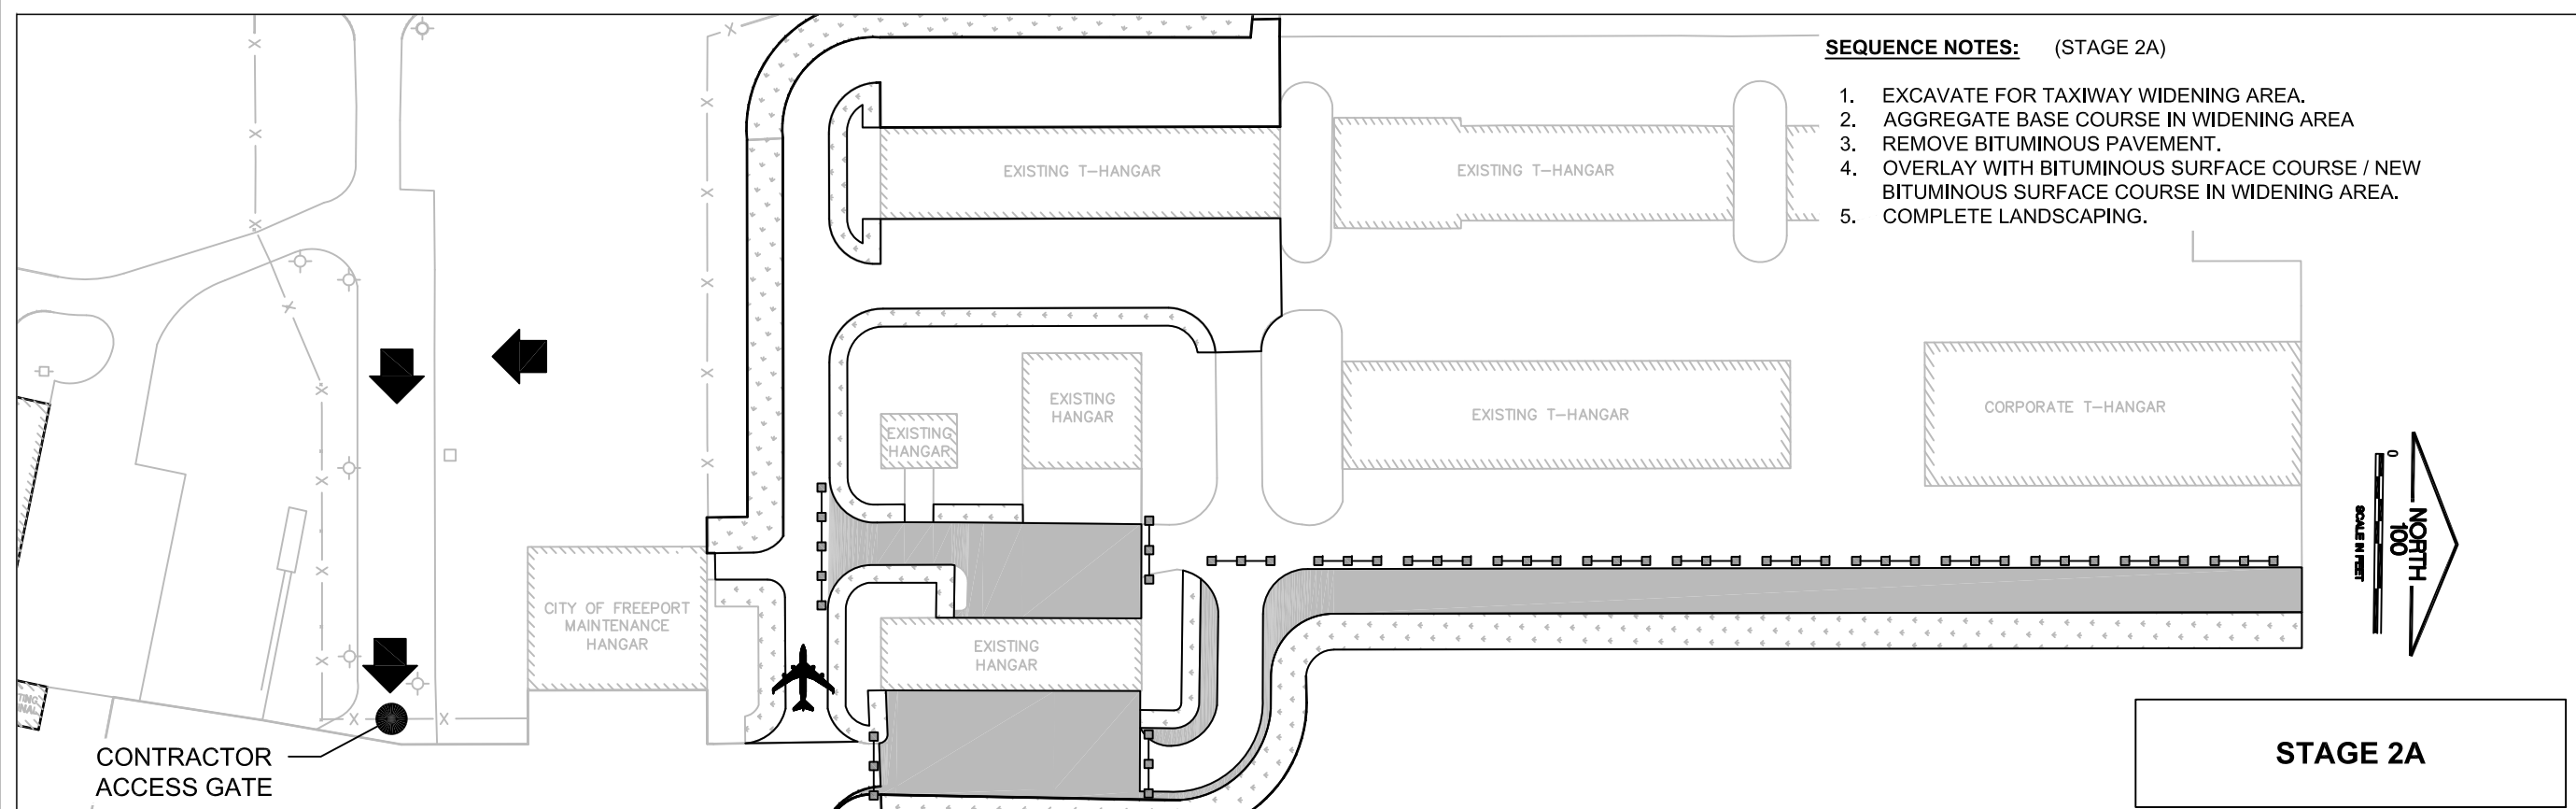 SEQUENCE NOTES: (STAGE 2A)
1. EXCAVATE FOR TAXIWAY WIDENING AREA.
2. AGGREGATE BASE COURSE IN WIDENING AREA
3. REMOVE BITUMINOUS PAVEMENT.
4. OVERLAY WITH BITUMINOUS SURFACE COURSE / NEW
BITUMINOUS SURFACE COURSE IN WIDENING AREA.
5. COMPLETE LANDSCAPING.
EXISTING T-HANGAR
EXISTING T-HANGAR
EXISTING
HANGAR
EXISTING
HANGAR
EXISTING T-HANGAR
CORPORATE T-HANGAR
0
100
SCALE IN FEET
NORTH
CITY OF FREEPORT
MAINTENANCE
HANGAR
EXISTING
HANGAR
CONTRACTOR
ACCESS GATE
STAGE 2A